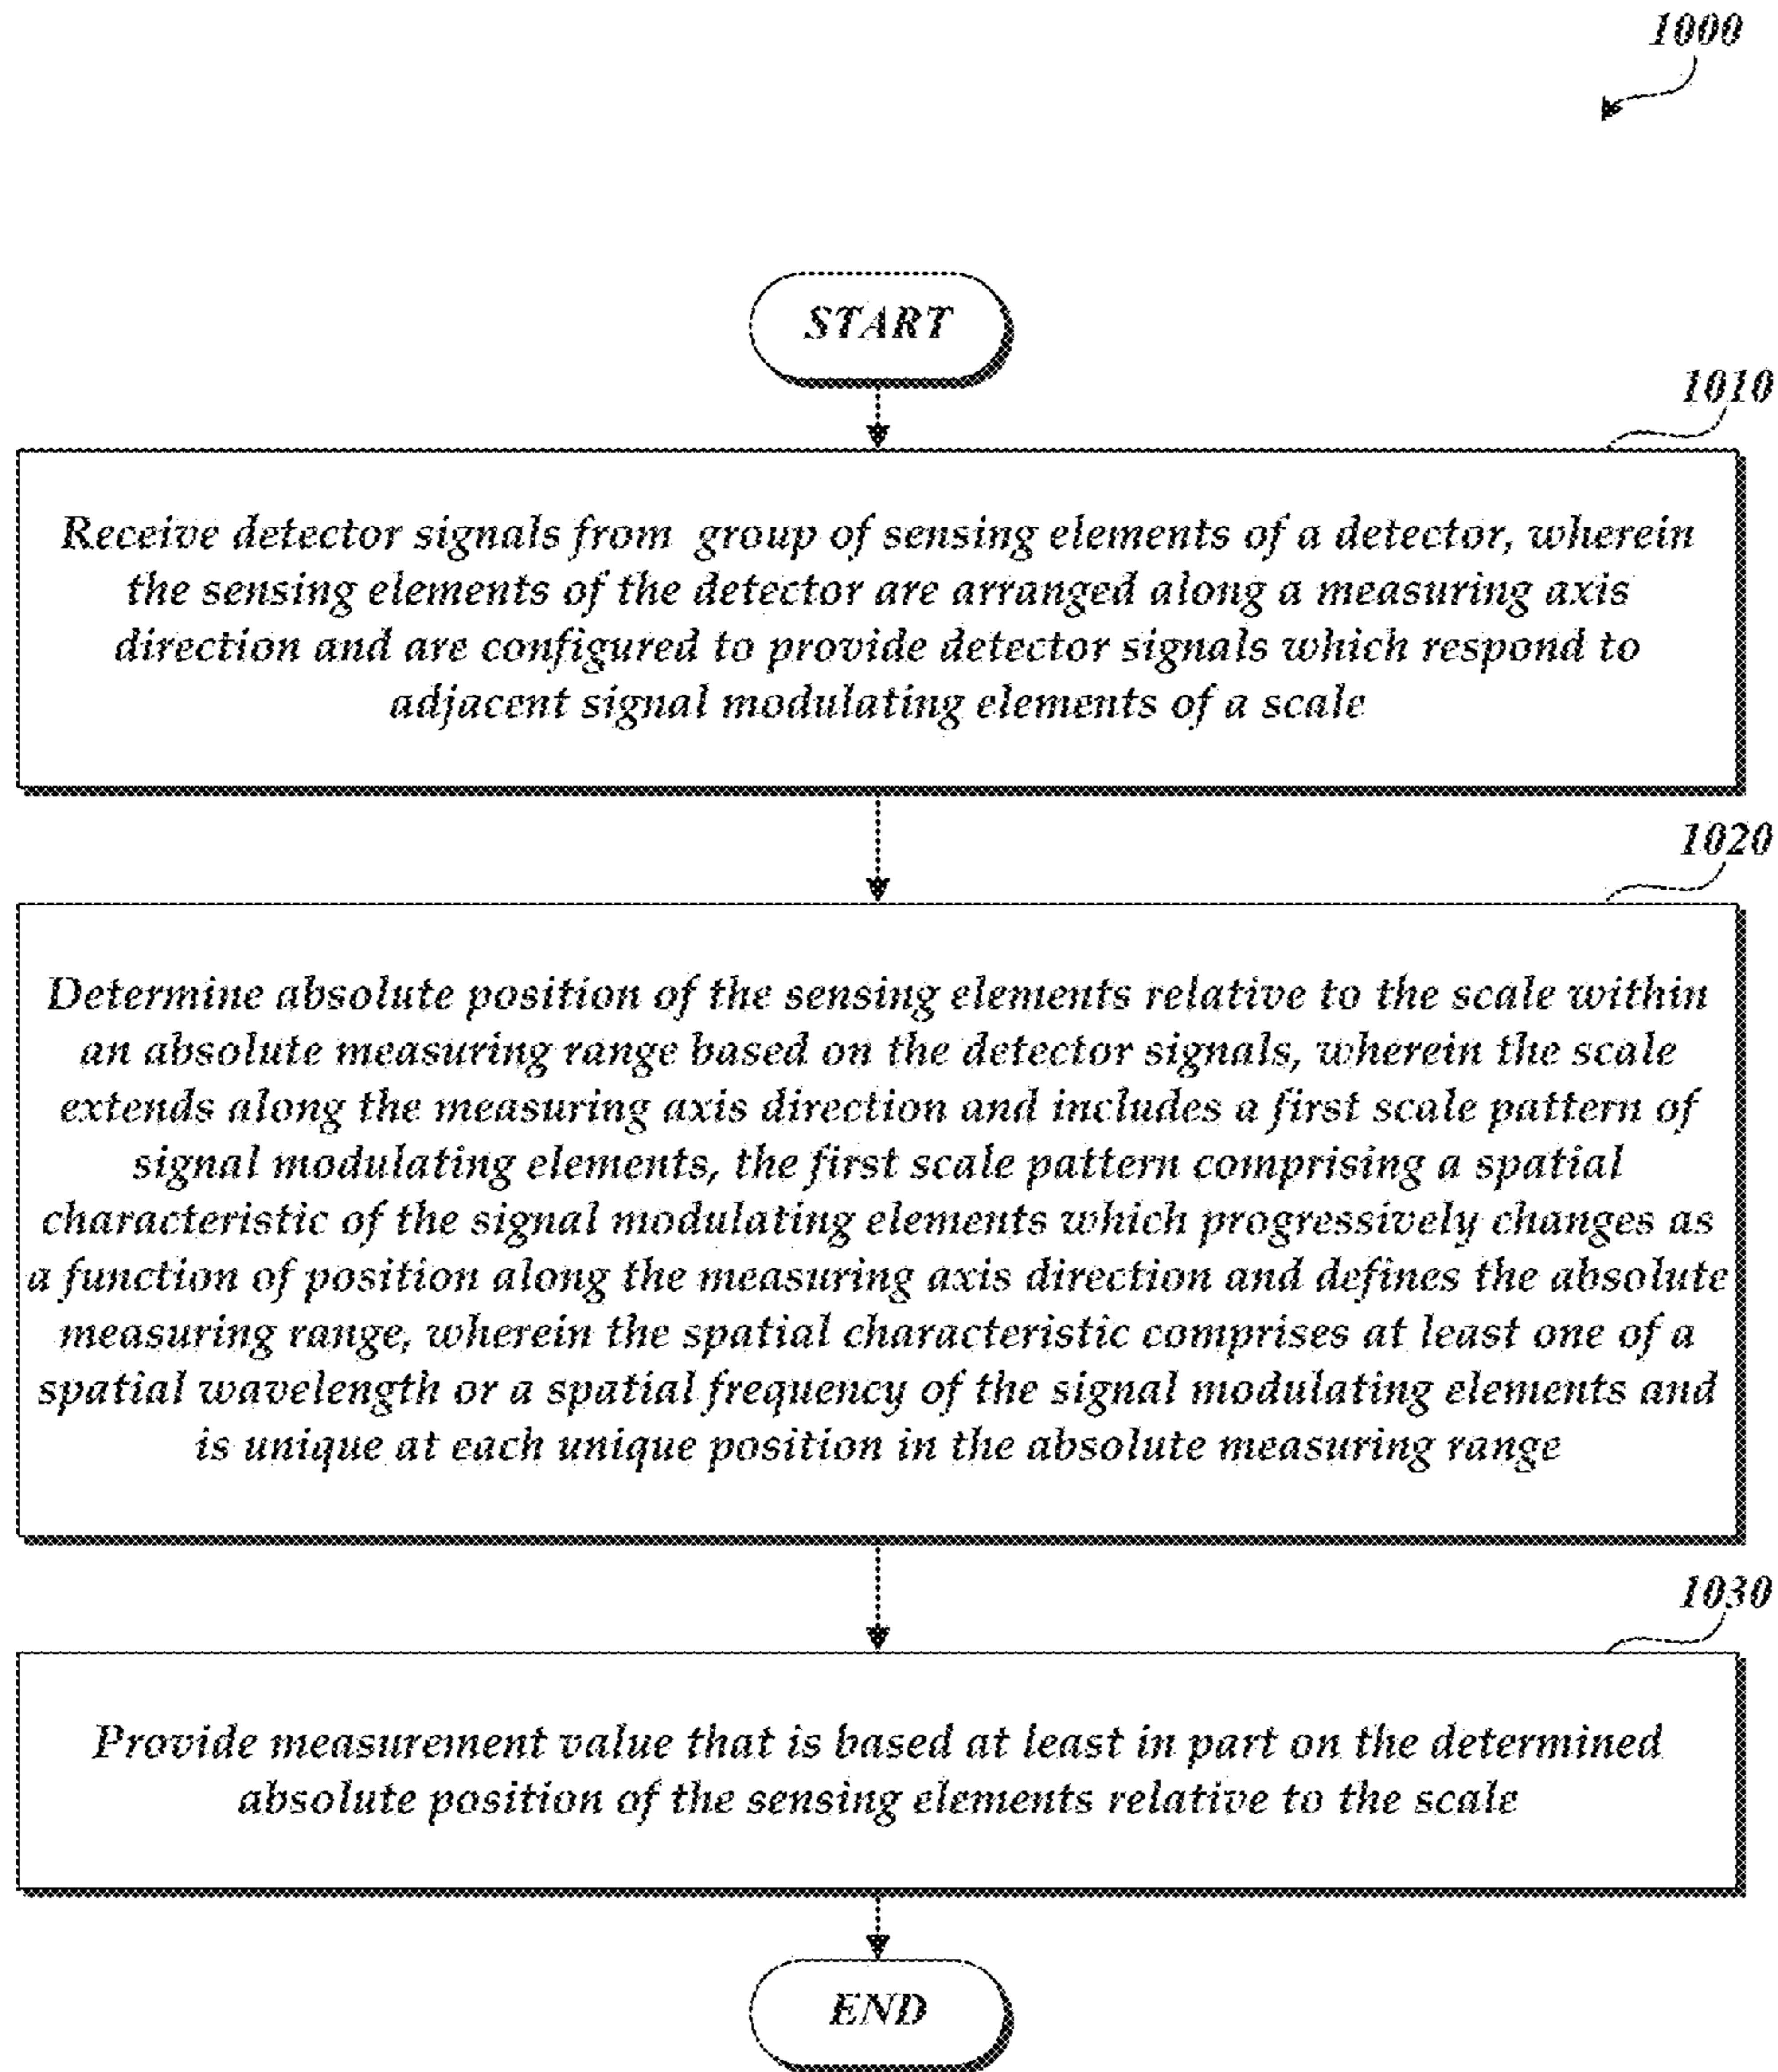 1000
START
1010
Receive detector signals from group of sensing elements of a detector, wherein
the sensing elements of the detector are arranged along a measuring axis
direction and are configured to provide detector signals which respond to
adjacent signal modulating elements of a scale
1020
Determine absolute position of the sensing elements relative to the scale within
an absolute measuring range based on the detector signals, wherein the scale
extends along the measuring axis direction and includes a first scale pattern of
signal modulating elements, the first scale pattern comprising a spatial
characteristic of the signal modulating elements which progressively changes as
a function of position along the measuring axis direction and defines the absolute
measuring range, wherein the spatial characteristic comprises at least one of a
spatial wavelength or a spatial frequency of the signal modulating elements and
is unique at each unique position in the absolute measuring range
1030
Provide measurement value that is based at least in part on the determined
absolute position of the sensing elements relative to the scale
END